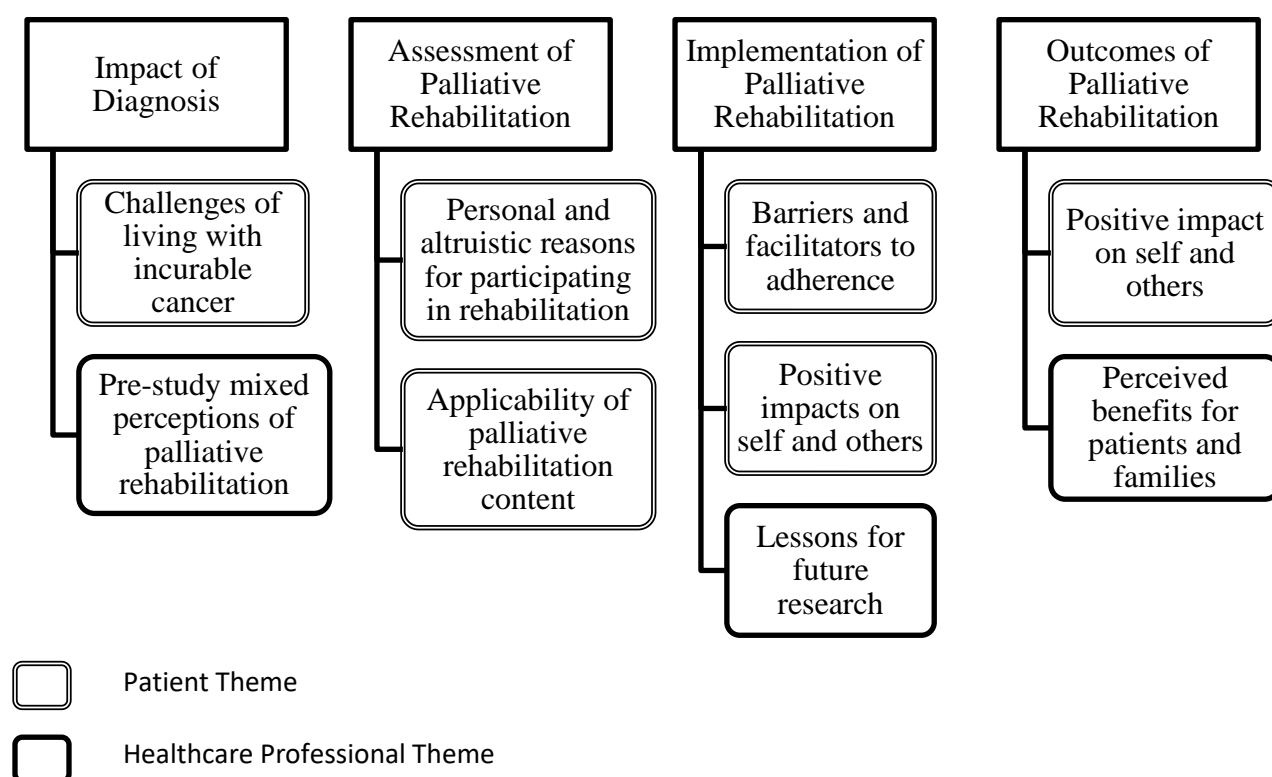 Impact of
Diagnosis
Challenges of
living with
incurable
cancer
Pre-study mixed
perceptions of
palliative
rehabilitation
Assessment of
Palliative
Rehabilitation
Personal and
altruistic reasons
for participating
in rehabilitation
Applicability of
palliative
rehabilitation
content
Implementation of
Palliative
Rehabilitation
Barriers and
facilitators to
adherence
Positive
impacts on
self and others
Lessons for
future
research
Outcomes of
Palliative
Rehabilitation
Positive impact
on self and
others
Perceived
benefits for
patients and
families
Patient Theme
Healthcare Professional Theme